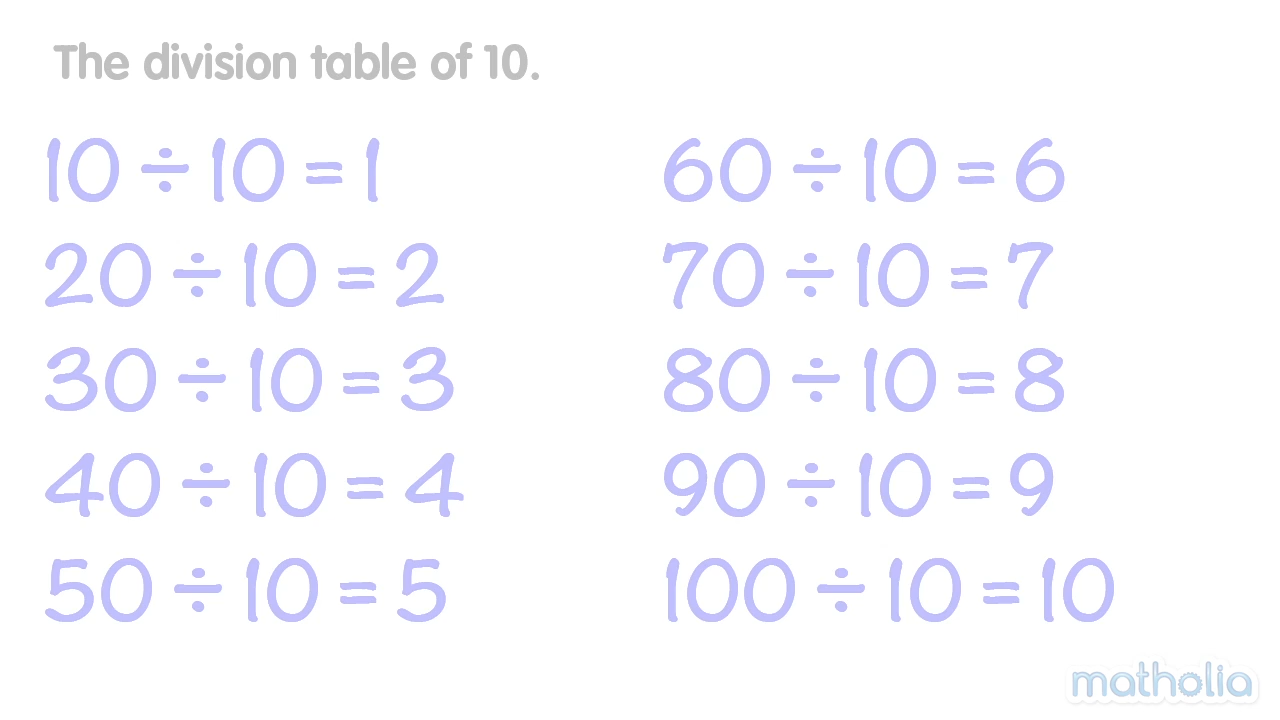 The division table of 10.
10 ÷ 10 = 1
20 ÷ 10 = 2
30 ÷ 10 = 3
40 ÷ 10 = 4
50 ÷ 10 = 5
60 ÷ 10 = 6
70 ÷ 10 = 7
80 ÷ 10 = 8
90 ÷ 10 = 9
100 ÷ 10 = 10
matholia